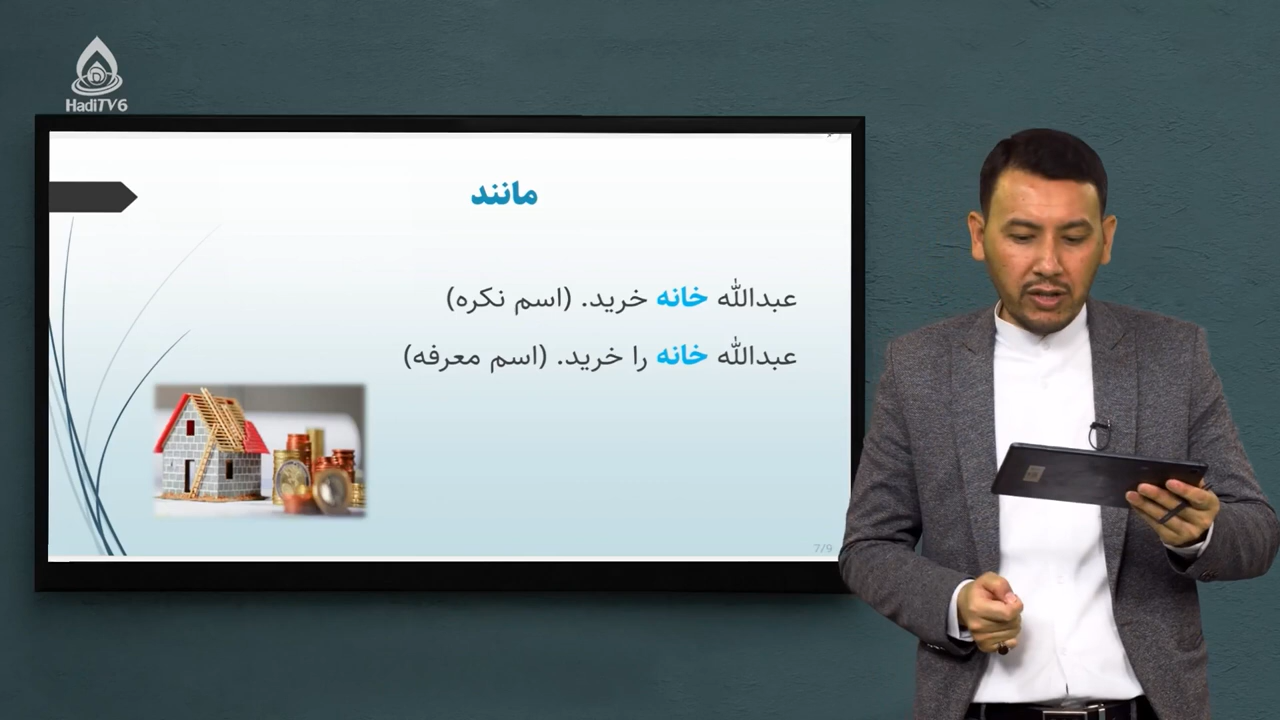 HadiTV6
مانند
عبدالله خانه خرید. (اسم نکره)
عبدالله خانه را خرید. (اسم معرفه)
7/9